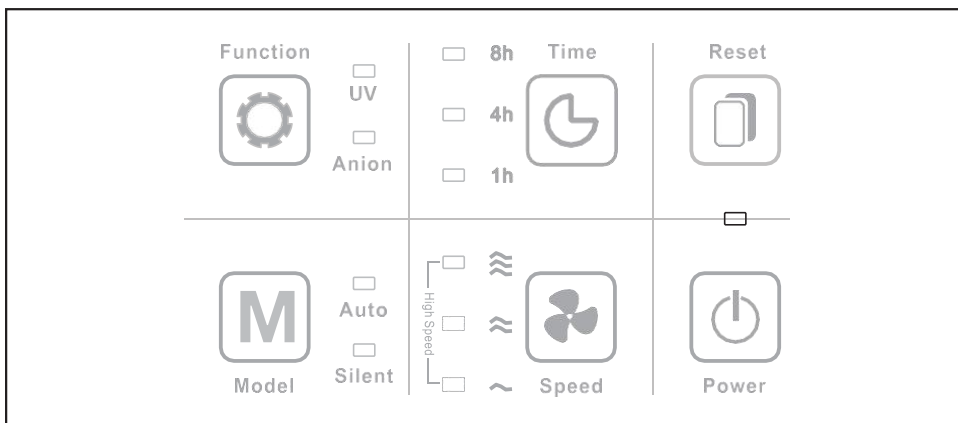 Function
UV
Anion
8h
4h
1h
Time
Reset
M
Model
Auto
Silent
High Speed
Speed
Power